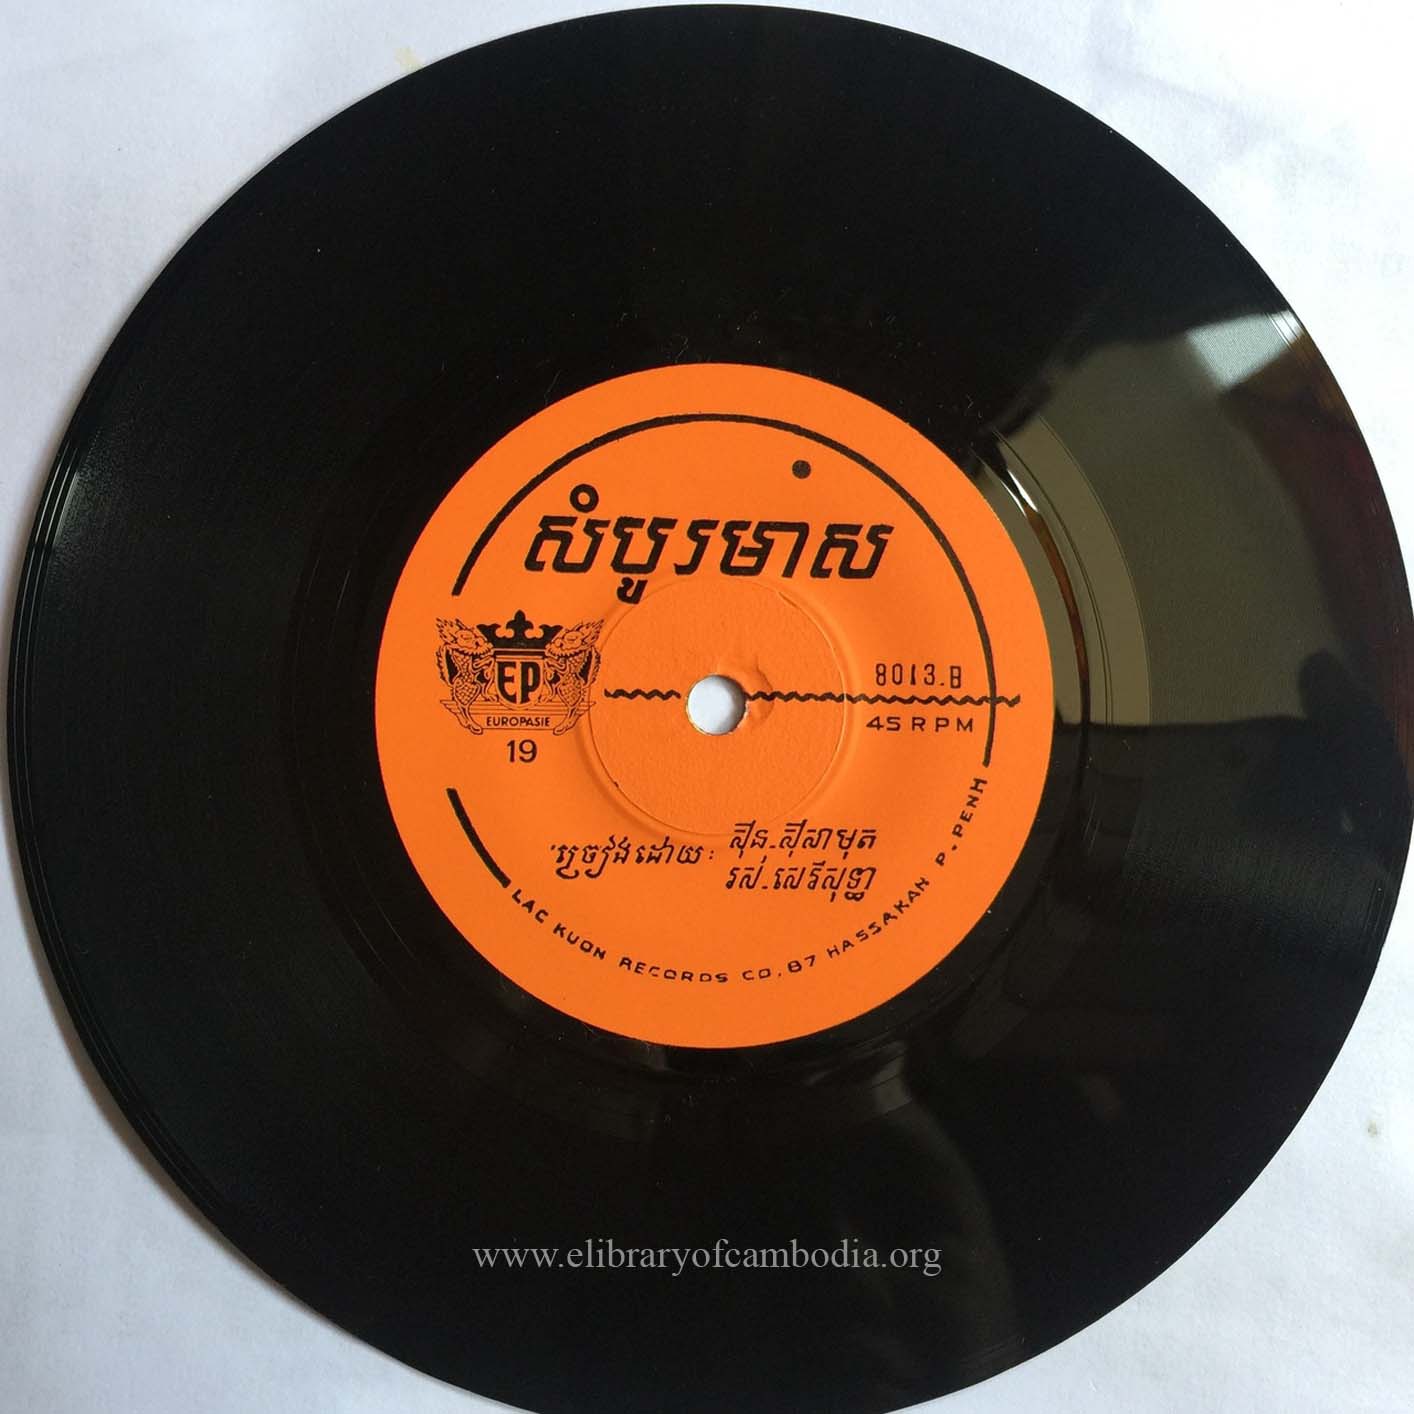 សំបូរមាស
EP
EUROPASIE
19
8013.B
45 RPM
ច្រៀងដោយ: ស៊ីន-ស៊ីសាមុត
រស់-សេរីសុទ្ធា
LAC KUON RECORDS CO, 87 HASSAKAN P.PENH
www.elibraryofcambodia.org